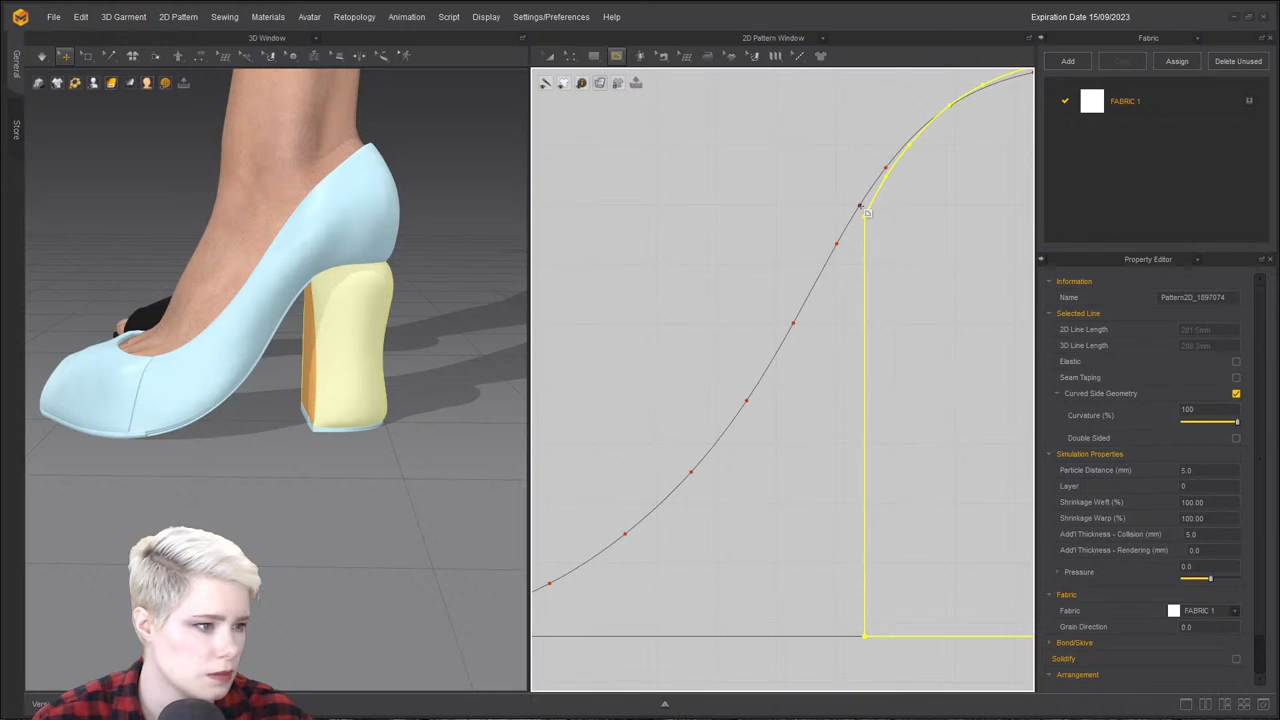 File Edit 3D Garment 2D Pattern Sewing Materials Avatar Retopology Animation Script Display Settings/Preferences Help Expiration Date 15/09/2023
General
Store
3D Window
2D Pattern Window
Fabric
Add Assign Delete Unused
FABRIC 1
Property Editor
Information
Name Pattern2D_1897074
Selected Line
2D Line Length
3D Line Length
Elastic
Seam Taping
Curved Side Geometry
Curvature (%) 100
Double Sided
Simulation Properties
Particle Distance (mm) 5.0
Layer 0
Shrinkage Weft (%) 100.00
Shrinkage Warp (%) 100.00
Add'l Thickness - Collision (mm) 5.0
Add'l Thickness - Rendering (mm) 0.0
Pressure 0.0
Fabric
Fabric FABRIC 1
Grain Direction 0.0
Bond/Skive
Solidify
Arrangement